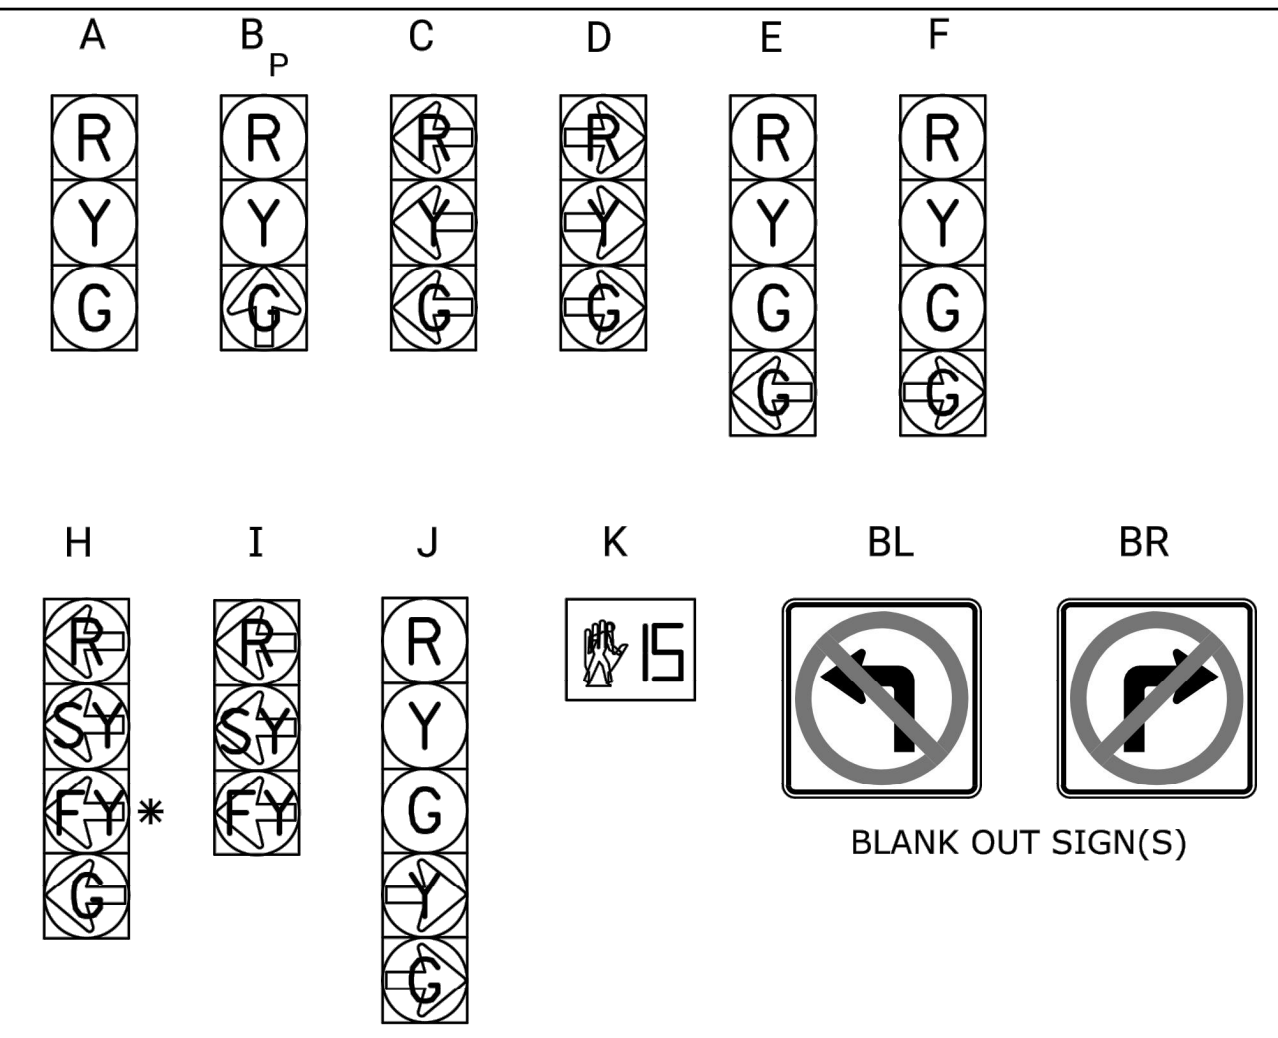 A B P C D E F
R R R R R R
Y Y Y Y Y Y
G G G G G G
G G
H I J K BL BR
R R R 15
SY SY Y
FY * FY G
G Y
G
BLANK OUT SIGN(S)